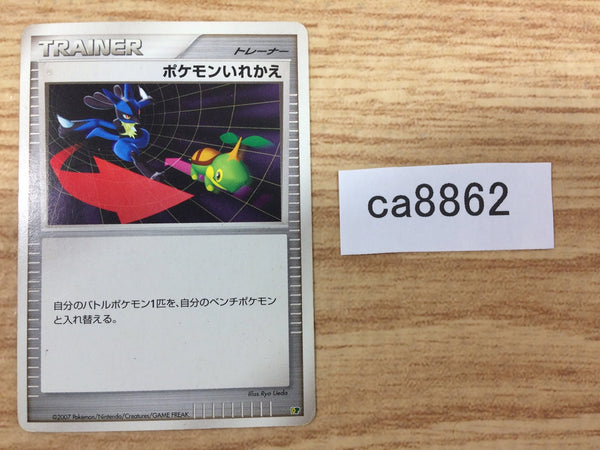 TRAINER
トレーナー
ポケモンいれかえ
自分のバトルポケモン1匹を、自分のベンチポケモン
と入れ替える。
Illus. Ryo Ueda
©2007 Pokémon/Nintendo/Creatures/GAME FREAK.
ca8862